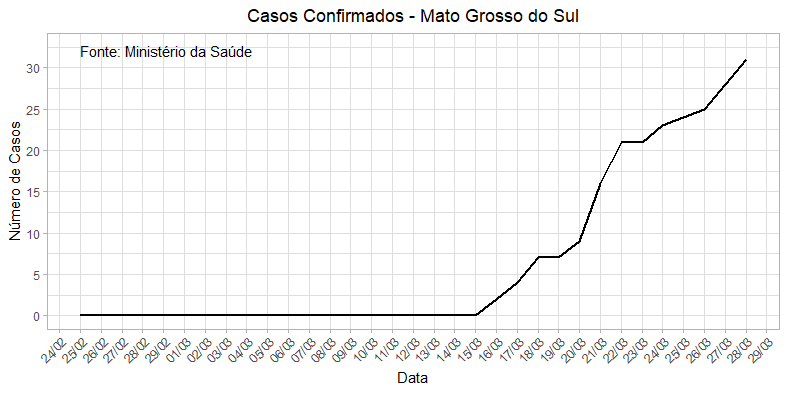 Casos Confirmados - Mato Grosso do Sul
Fonte: Ministério da Saúde
Número de Casos
30
25
20
15
10
5
0
24/02 25/02 26/02 27/02 28/02 29/02 01/03 02/03 03/03 04/03 05/03 06/03 07/03 08/03 09/03 10/03 11/03 12/03 13/03 14/03 15/03 16/03 17/03 18/03 19/03 20/03 21/03 22/03 23/03 24/03 25/03 26/03 27/03 28/03 29/03
Data